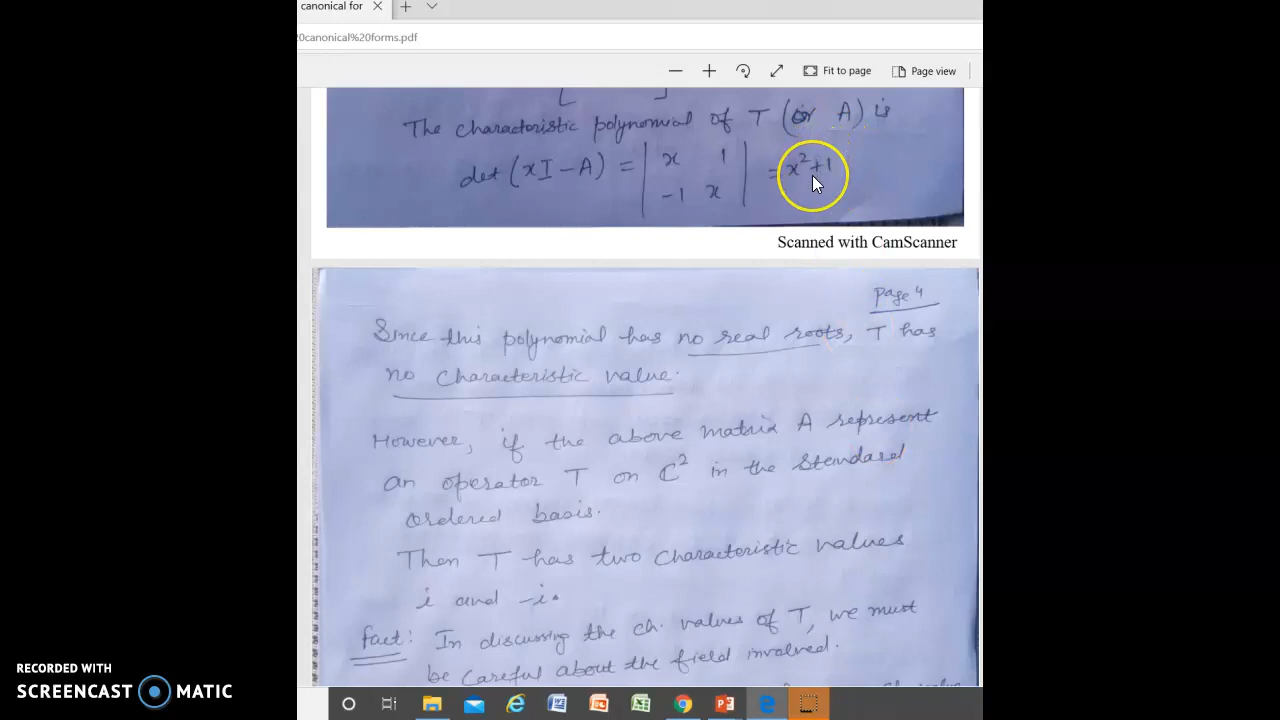 canonical for
20canonical%20forms.pdf
Fit to page
Page view
The characteristic polynomial of T (or A) is
det (xI - A) = | x 1 | = x²+1
| -1 x |
Scanned with CamScanner
Page 4
Since this polynomial has no real roots, T has
no characteristic value.
However, if the above matrix A represent
an operator T on C² in the standard
ordered basis.
Then T has two characteristic values
i and -i.
Fact: In discussing the ch. values of T, we must
be careful about the field involved.
RECORDED WITH
SCREENCAST MATIC